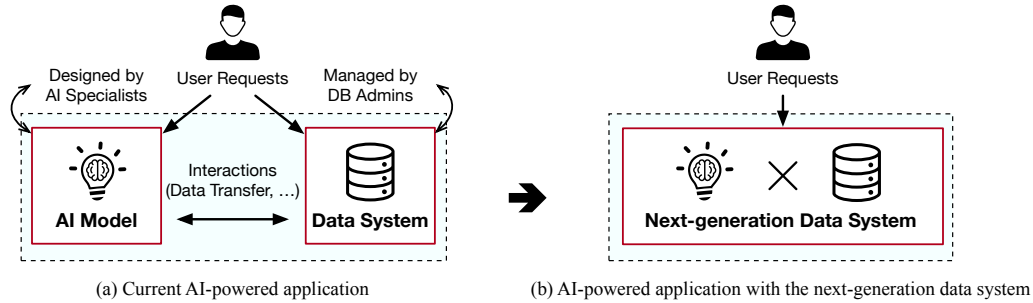 Designed by
AI Specialists
User Requests
Managed by
DB Admins
Interactions
(Data Transfer, ...)
AI Model
Data System
(a) Current AI-powered application
User Requests
Next-generation Data System
(b) AI-powered application with the next-generation data system